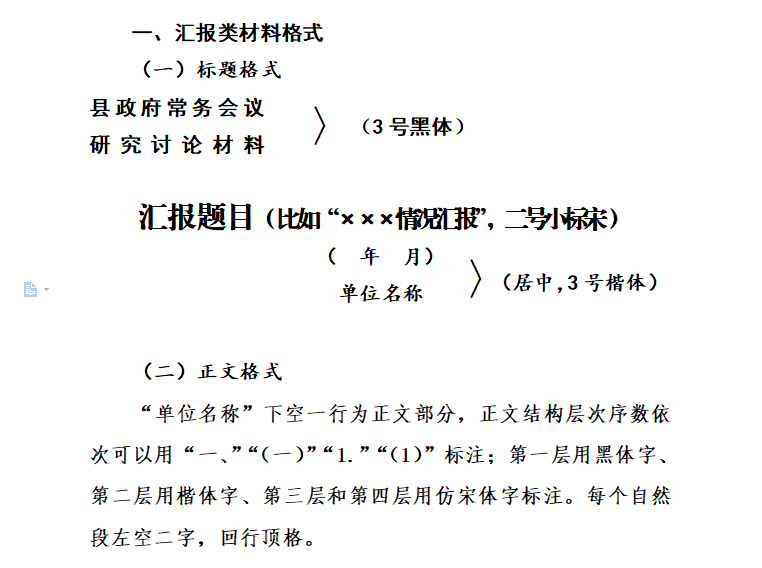 一、汇报类材料格式
（一）标题格式
县政府常务会议
研究讨论材料
〉（3号黑体）
汇报题目（比如“×××情况汇报”，二号小标宋）
（　年　月）
单位名称
〉（居中,3号楷体）
（二）正文格式
“单位名称”下空一行为正文部分，正文结构层次序数依
次可以用“一、”“（一）”“1.”“（1）”标注；第一层用黑体字、
第二层用楷体字、第三层和第四层用仿宋体字标注。每个自然
段左空二字，回行顶格。